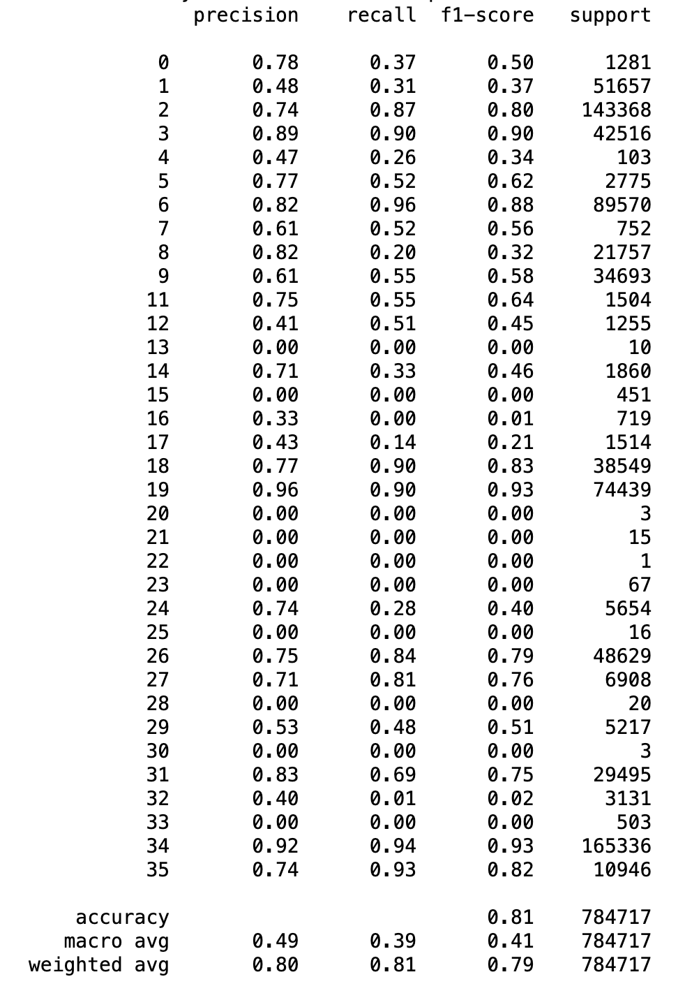 precision recall f1-score support
0 0.78 0.37 0.50 1281
1 0.48 0.31 0.37 51657
2 0.74 0.87 0.80 143368
3 0.89 0.90 0.90 42516
4 0.47 0.26 0.34 103
5 0.77 0.52 0.62 2775
6 0.82 0.96 0.88 89570
7 0.61 0.52 0.56 752
8 0.82 0.20 0.32 21757
9 0.61 0.55 0.58 34693
11 0.75 0.55 0.64 1504
12 0.41 0.51 0.45 1255
13 0.00 0.00 0.00 10
14 0.71 0.33 0.46 1860
15 0.00 0.00 0.00 451
16 0.33 0.00 0.01 719
17 0.43 0.14 0.21 1514
18 0.77 0.90 0.83 38549
19 0.96 0.90 0.93 74439
20 0.00 0.00 0.00 3
21 0.00 0.00 0.00 15
22 0.00 0.00 0.00 1
23 0.00 0.00 0.00 67
24 0.74 0.28 0.40 5654
25 0.00 0.00 0.00 16
26 0.75 0.84 0.79 48629
27 0.71 0.81 0.76 6908
28 0.00 0.00 0.00 20
29 0.53 0.48 0.51 5217
30 0.00 0.00 0.00 3
31 0.83 0.69 0.75 29495
32 0.40 0.01 0.02 3131
33 0.00 0.00 0.00 503
34 0.92 0.94 0.93 165336
35 0.74 0.93 0.82 10946
accuracy 0.81 784717
macro avg 0.49 0.39 0.41 784717
weighted avg 0.80 0.81 0.79 784717